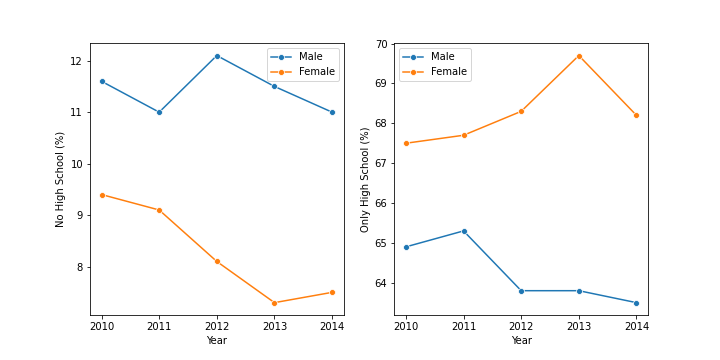 No High School (%)
12
11
10
9
8
Male
Female
2010 2011 2012 2013 2014
Year
Only High School (%)
70
69
68
67
66
65
64
Male
Female
2010 2011 2012 2013 2014
Year